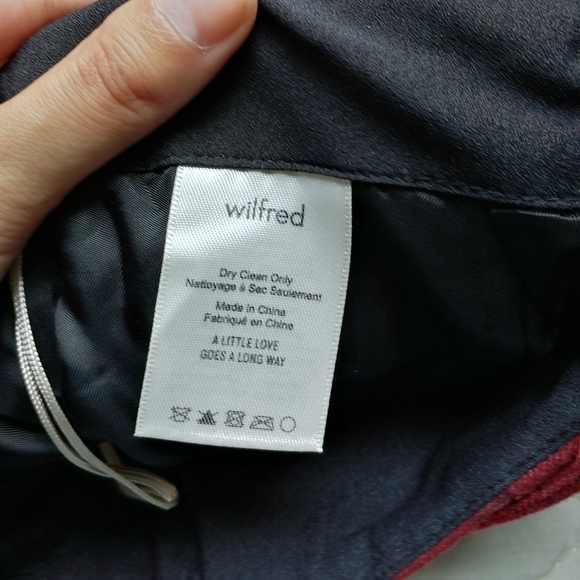 wilfred
Dry Clean Only
Nettoyage à Sec Seulement
Made in China
Fabriqué en Chine
A LITTLE LOVE
GOES A LONG WAY